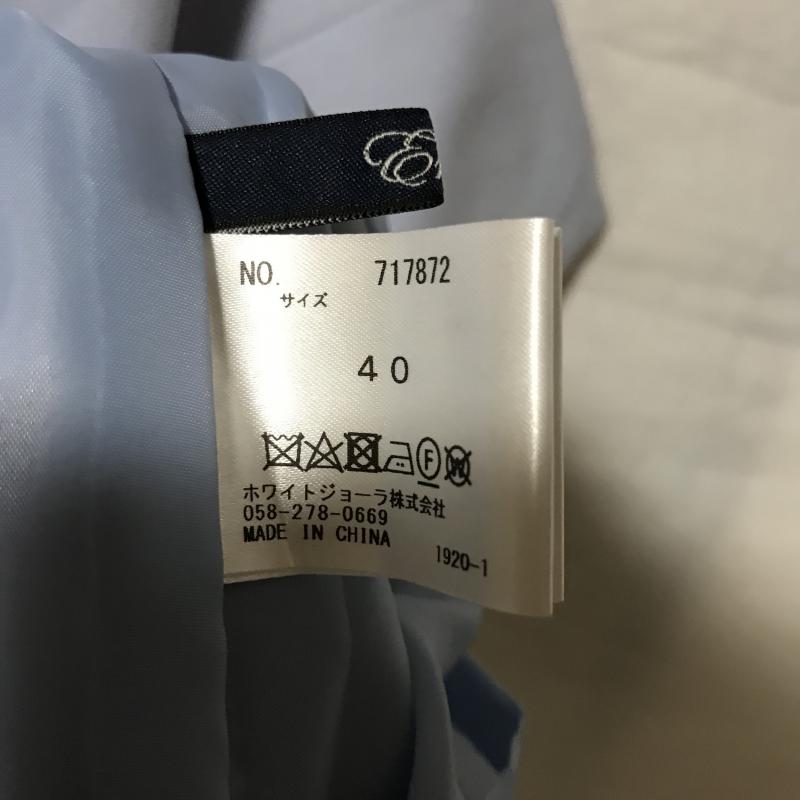 NO. 717872
サイズ
40
F W
ホワイトジョーラ株式会社
058-278-0669
MADE IN CHINA
1920-1